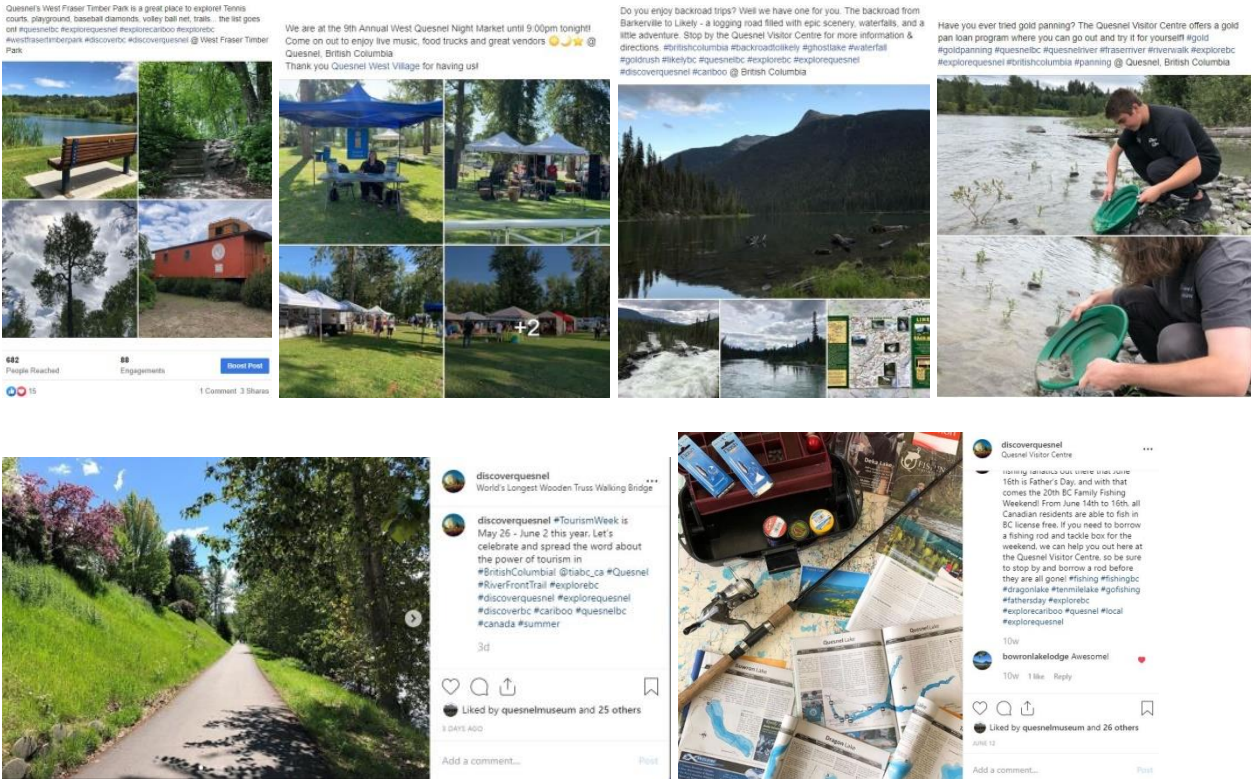 Quesnel's West Fraser Timber Park is a great place to explore! Tennis
courts, playground, baseball diamonds, volley ball net, trails... the list goes
on! #quesnelbc #explorequesnel #explorecariboo #explorebc
#westfrasertimberpark #discoverbc #discoverquesnel @ West Fraser Timber
Park
682
People Reached
88
Engagements
Boost Post
15
1 Comment 3 Shares
We are at the 9th Annual West Quesnel Night Market until 9:00pm tonight!
Come on out to enjoy live music, food trucks and great vendors 😊🌙⭐ @
Quesnel, British Columbia
Thank you Quesnel West Village for having us!
+2
Do you enjoy backroad trips? Well we have one for you. The backroad from
Barkerville to Likely - a logging road filled with epic scenery, waterfalls, and a
little adventure. Stop by the Quesnel Visitor Centre for more information &
directions. #britishcolumbia #backroadtolikely #ghostlake #waterfall
#goldrush #likelybc #quesnelbc #explorebc #explorequesnel
#discoverquesnel #cariboo @ British Columbia
Have you ever tried gold panning? The Quesnel Visitor Centre offers a gold
pan loan program where you can go out and try it for yourself! #gold
#goldpanning #quesnelbc #quesnelriver #fraserriver #riverwalk #explorebc
#explorequesnel #britishcolumbia #panning @ Quesnel, British Columbia
discoverquesnel
World's Longest Wooden Truss Walking Bridge
discoverquesnel #TourismWeek is
May 26 - June 2 this year. Let's
celebrate and spread the word about
the power of tourism in
#BritishColumbia! @tiabc_ca #Quesnel
#RiverFrontTrail #explorebc
#discoverquesnel #explorequesnel
#discoverbc #cariboo #quesnelbc
#canada #summer
3d
Liked by quesnelmuseum and 25 others
3 DAYS AGO
Add a comment...
Post
discoverquesnel
Quesnel Visitor Centre
fishing fanatics out there that June
16th is Father's Day, and with that
comes the 20th BC Family Fishing
Weekend! From June 14th to 16th, all
Canadian residents are able to fish in
BC license free. If you need to borrow
a fishing rod and tackle box for the
weekend, we can help you out here at
the Quesnel Visitor Centre, so be sure
to stop by and borrow a rod before
they are all gone! #fishing #fishingbc
#dragonlake #tenmilelake #gofishing
#fathersday #explorebc
#explorecariboo #quesnel #local
#explorequesnel
10w
bowronlakelodge Awesome!
10w 1 like Reply
Liked by quesnelmuseum and 26 others
JUNE 12
Add a comment...
Post
Quesnel Lake
Dragon Lake